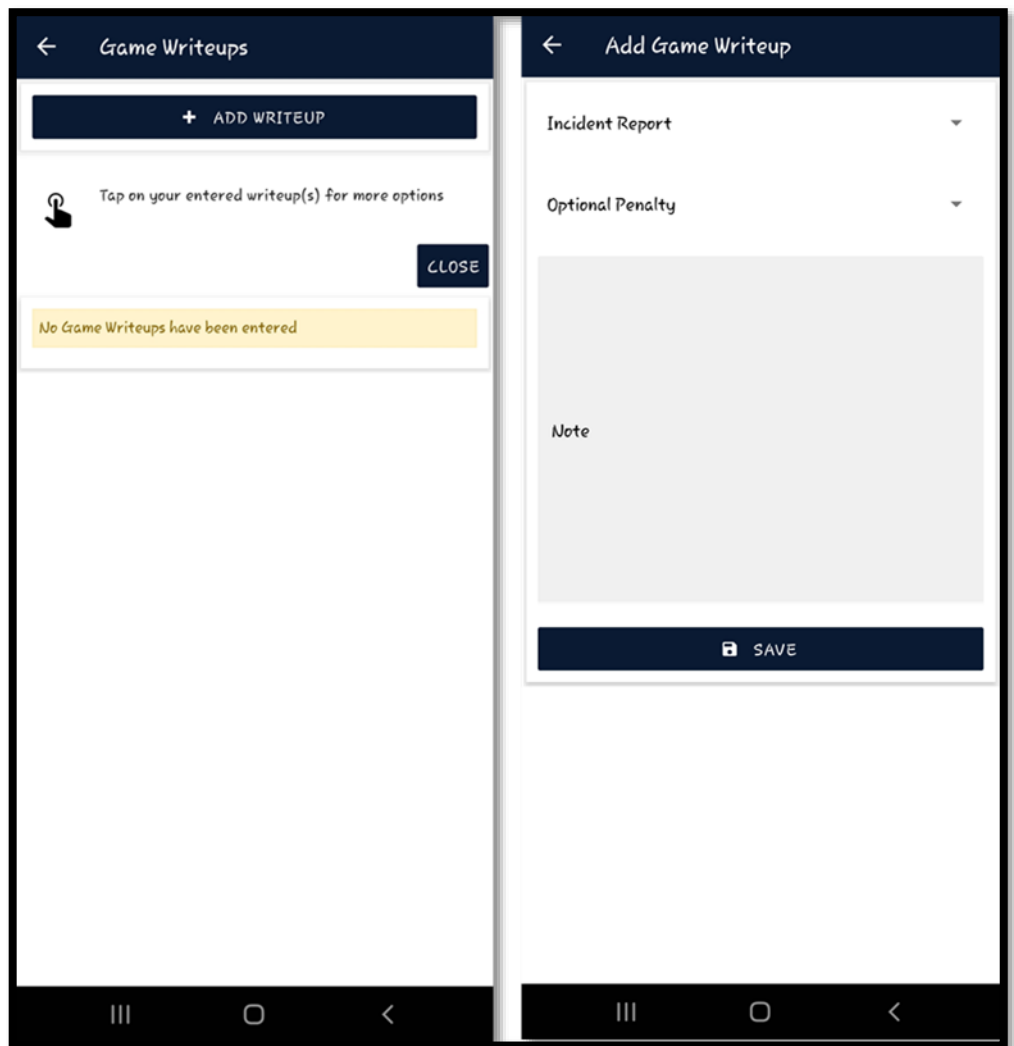 Game Writeups
+ ADD WRITEUP
Tap on your entered writeup(s) for more options
CLOSE
No Game Writeups have been entered
Add Game Writeup
Incident Report
Optional Penalty
Note
SAVE